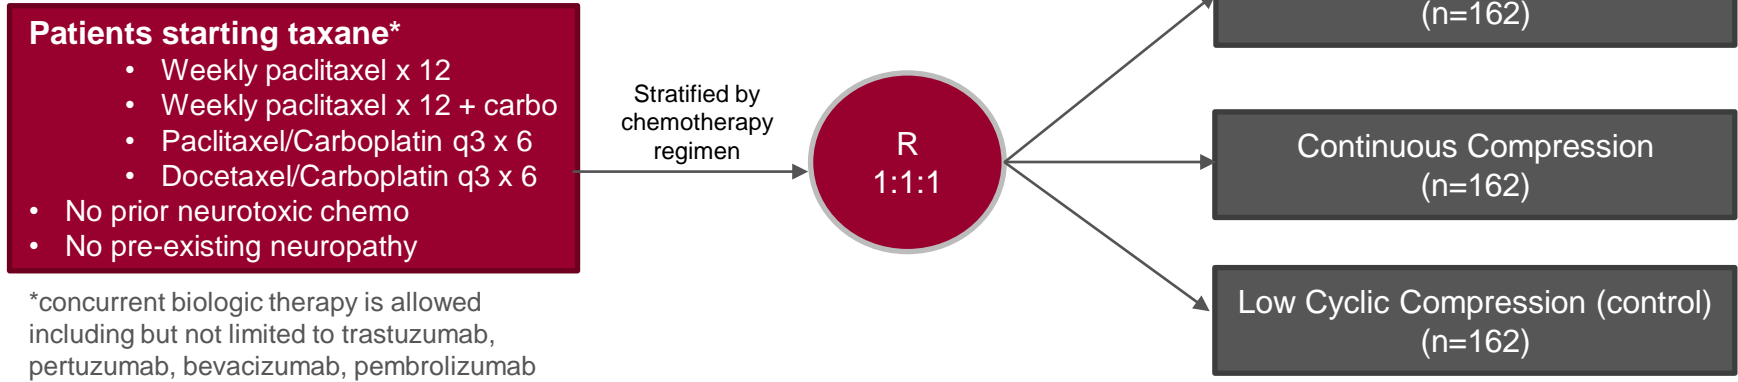 Patients starting taxane*
• Weekly paclitaxel x 12
• Weekly paclitaxel x 12 + carbo
• Paclitaxel/Carboplatin q3 x 6
• Docetaxel/Carboplatin q3 x 6
• No prior neurotoxic chemo
• No pre-existing neuropathy
*concurrent biologic therapy is allowed
including but not limited to trastuzumab,
pertuzumab, bevacizumab, pembrolizumab
Stratified by
chemotherapy
regimen
R
1:1:1
(n=162)
Continuous Compression
(n=162)
Low Cyclic Compression (control)
(n=162)